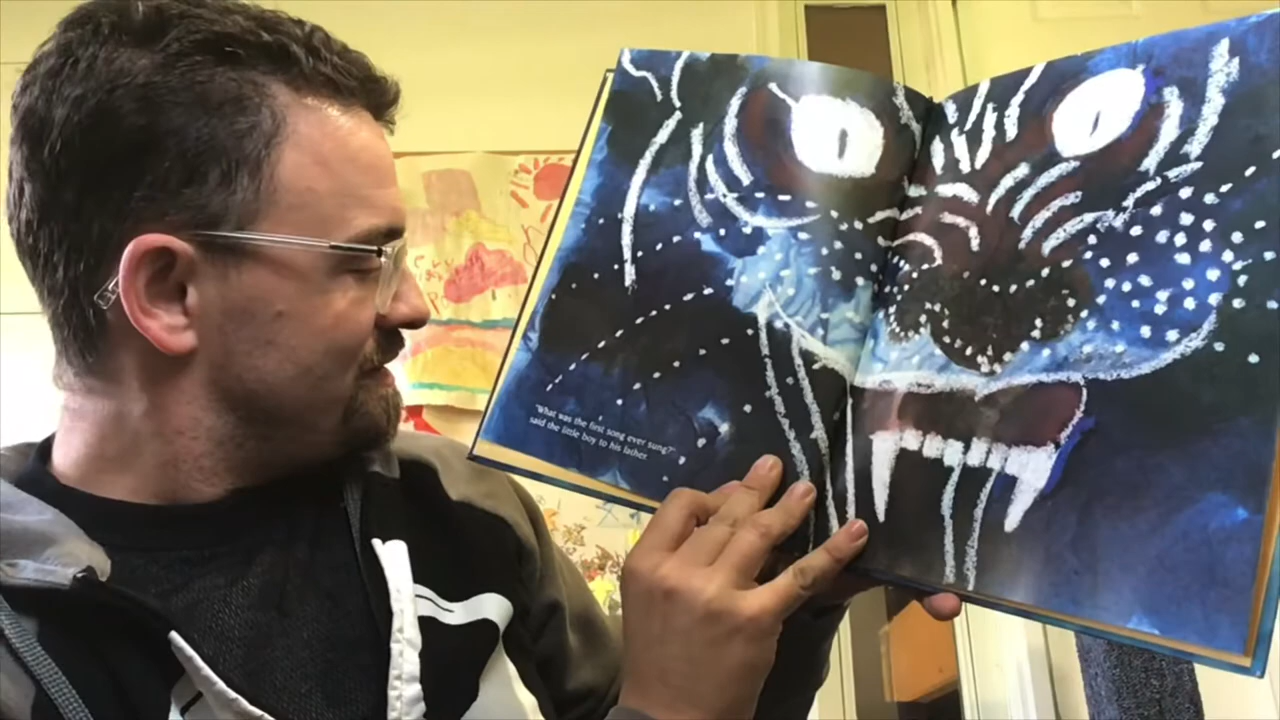 "What was the first song ever sung?"
said the little boy to his father.